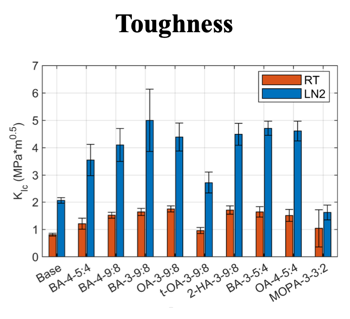 Toughness
7
6
5
4
3
2
1
0
K_Ic (MPa*m^0.5)
RT
LN2
Base
BA-4-5:4
BA-4-9:8
BA-3-9:8
OA-3-9:8
t-OA-3-9:8
2-HA-3-9:8
BA-3-5:4
OA-4-5:4
MOPA-3-3:2